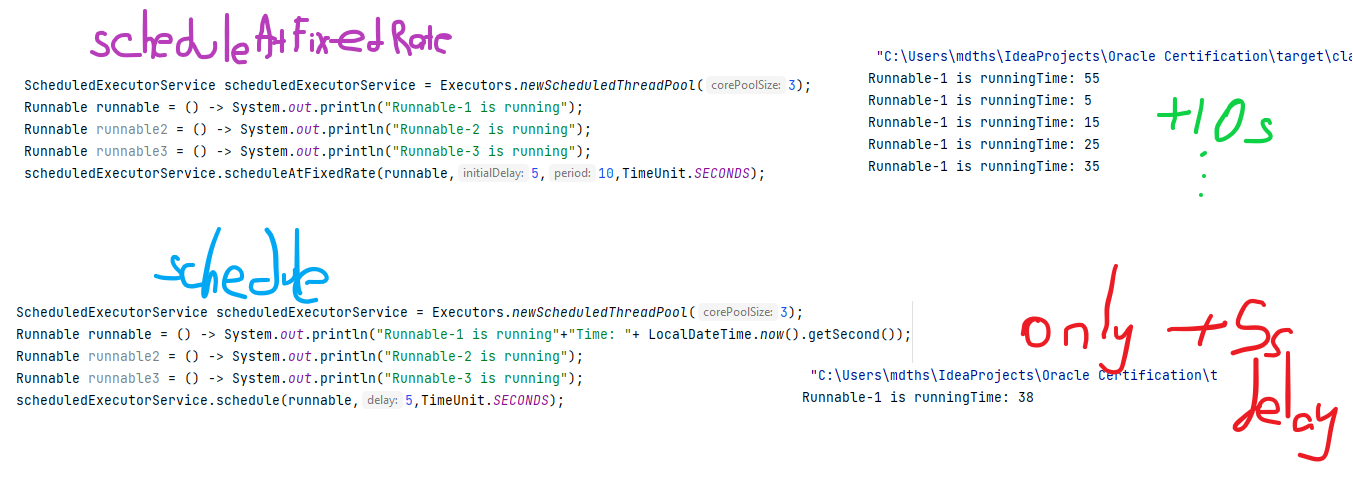 scheduleAtFixedRate
ScheduledExecutorService scheduledExecutorService = Executors.newScheduledThreadPool( corePoolSize: 3);
Runnable runnable = () -> System.out.println("Runnable-1 is running");
Runnable runnable2 = () -> System.out.println("Runnable-2 is running");
Runnable runnable3 = () -> System.out.println("Runnable-3 is running");
scheduledExecutorService.scheduleAtFixedRate(runnable, initialDelay: 5, period: 10,TimeUnit.SECONDS);
"C:\Users\mdths\IdeaProjects\Oracle Certification\target\cla
Runnable-1 is runningTime: 55
Runnable-1 is runningTime: 5
Runnable-1 is runningTime: 15
Runnable-1 is runningTime: 25
Runnable-1 is runningTime: 35
+10s
schedule
ScheduledExecutorService scheduledExecutorService = Executors.newScheduledThreadPool( corePoolSize: 3);
Runnable runnable = () -> System.out.println("Runnable-1 is running"+"Time: "+ LocalDateTime.now().getSecond());
Runnable runnable2 = () -> System.out.println("Runnable-2 is running");
Runnable runnable3 = () -> System.out.println("Runnable-3 is running");
scheduledExecutorService.schedule(runnable, delay: 5,TimeUnit.SECONDS);
only +5s
delay
"C:\Users\mdths\IdeaProjects\Oracle Certification\t
Runnable-1 is runningTime: 38